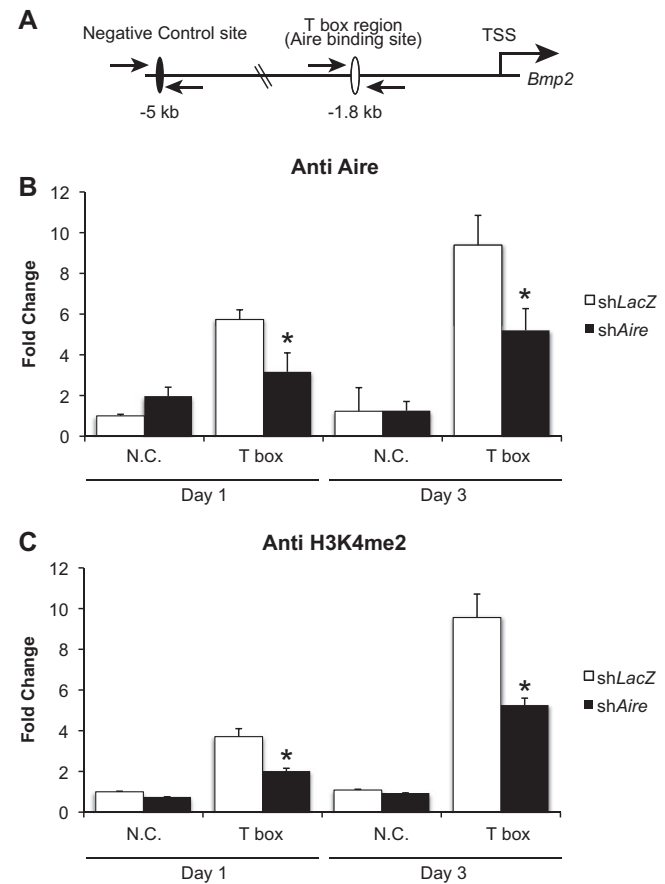 A
Negative Control site
T box region
(Aire binding site)
TSS
Bmp2
-5 kb
-1.8 kb
B
Anti Aire
Fold Change
12
10
8
6
4
2
0
*
*
shLacZ
shAire
N.C.
T box
N.C.
T box
Day 1
Day 3
C
Anti H3K4me2
Fold Change
12
10
8
6
4
2
0
*
*
shLacZ
shAire
N.C.
T box
N.C.
T box
Day 1
Day 3